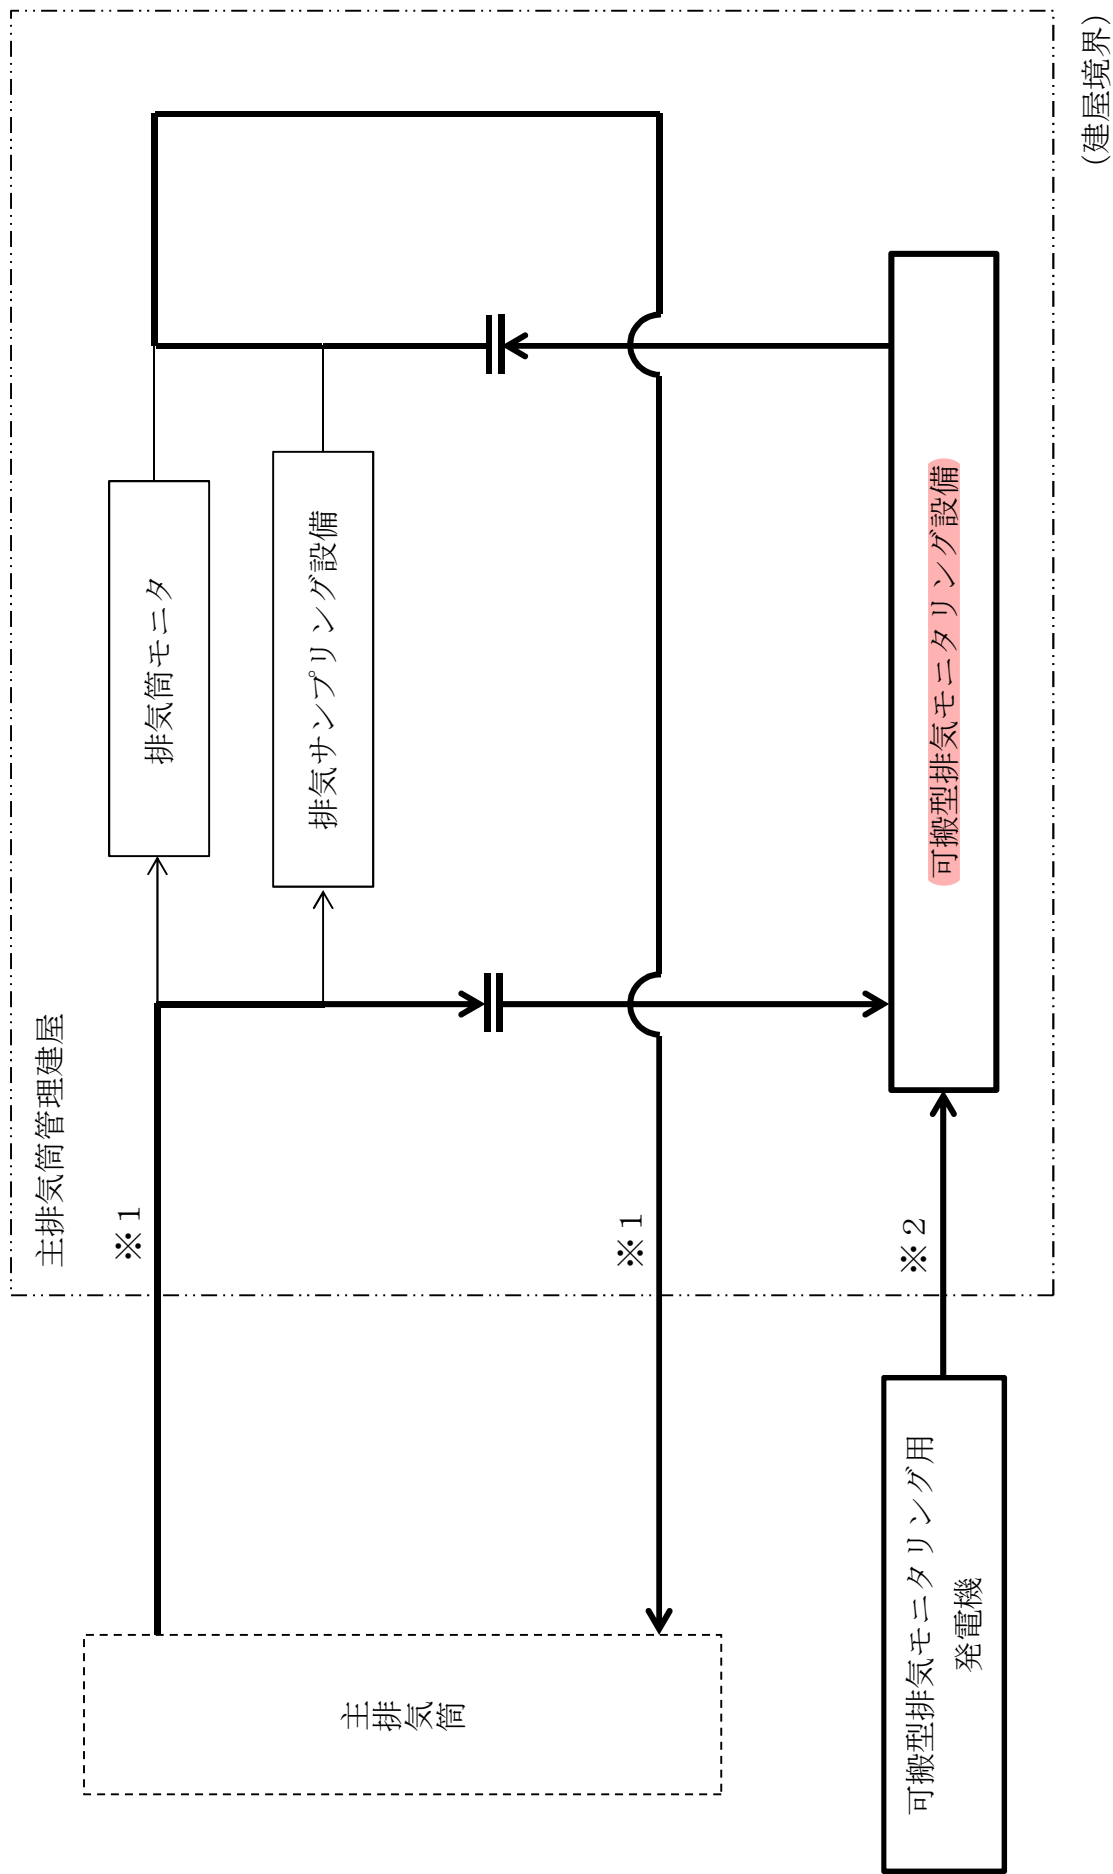 主排気筒管理建屋
※1
排気筒モニタ
排気サンプリング設備
主排気筒
※1
※2
可搬型排気モニタリング設備
可搬型排気モニタリング用
発電機
(建屋境界)